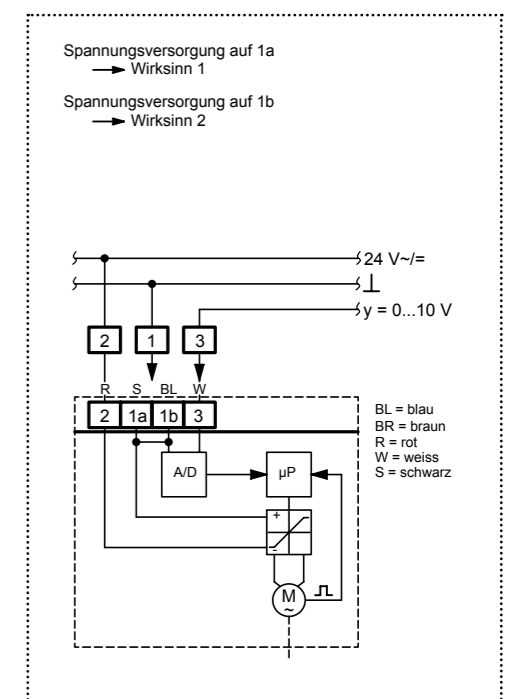 Spannungsversorgung auf 1a
Wirksinn 1
Spannungsversorgung auf 1b
Wirksinn 2
24 V~/=
⊥
y = 0...10 V
2 1 3
R S BL W
2 1a 1b 3
BL = blau
BR = braun
R = rot
W = weiss
S = schwarz
A/D µP
+
-
M
~